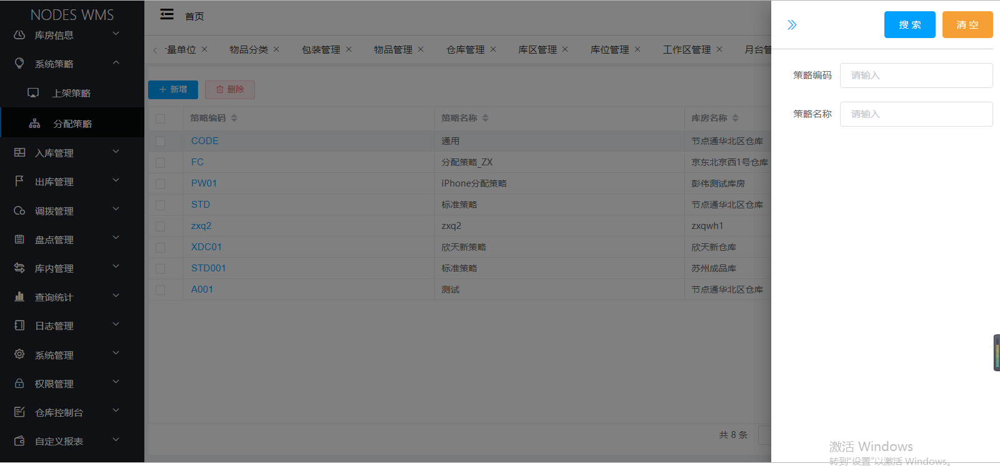 NODES WMS
库房信息
系统策略
上架策略
分配策略
入库管理
出库管理
调拨管理
盘点管理
库内管理
查询统计
日志管理
系统管理
权限管理
仓库控制台
自定义报表
首页
量单位 物品分类 包装管理 物品管理 仓库管理 库区管理 库位管理 工作区管理 月台管
新增 删除
策略编码 策略名称 库房名称
CODE 通用 节点通华北区仓库
FC 分配策略_ZX 京东北京西1号仓库
PW01 iPhone分配策略 彭伟测试库房
STD 标准策略 节点通华北区仓库
zxq2 zxq2 zxqwh1
XDC01 欣天新策略 欣天新仓库
STD001 标准策略 苏州成品库
A001 测试 节点通华北区仓库
共 8 条
搜 索 清 空
策略编码 请输入
策略名称 请输入
激活 Windows
转到"设置"以激活 Windows。